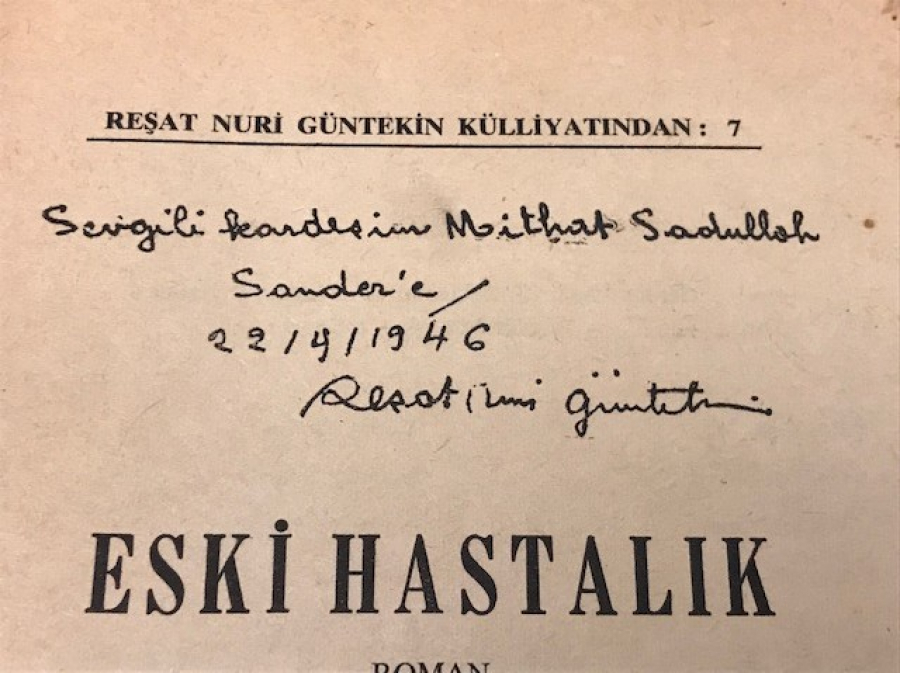 REŞAT NURİ GÜNTEKİN KÜLLİYATINDAN : 7
Sevgili kardeşim Mithat Sadullah
Sander'e
22/4/1946
Reşat Nuri Güntekin
ESKİ HASTALIK
ROMAN